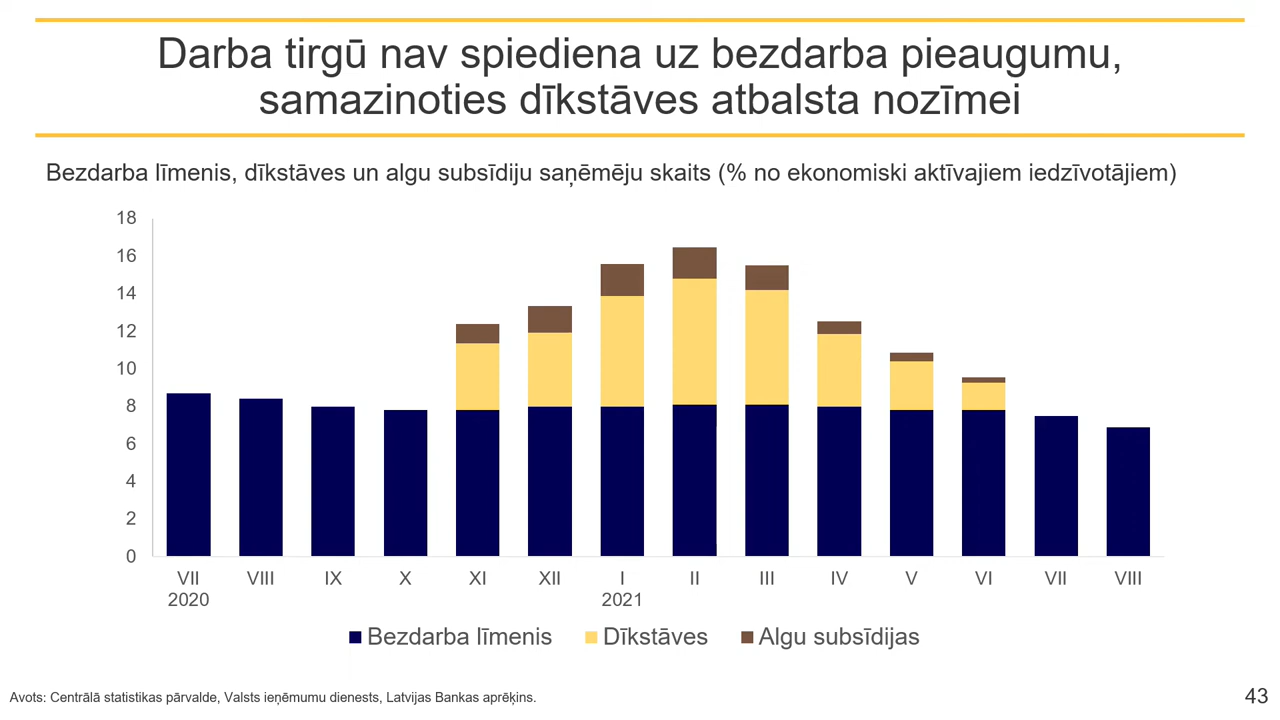 Darba tirgū nav spiediena uz bezdarba pieaugumu,
samazinoties dīkstāves atbalsta nozīmei
Bezdarba līmenis, dīkstāves un algu subsīdiju saņēmēju skaits (% no ekonomiski aktīvajiem iedzīvotājiem)
18
16
14
12
10
8
6
4
2
0
VII VIII IX X XI XII I II III IV V VI VII VIII
2020 2021
Bezdarba līmenis Dīkstāves Algu subsīdijas
Avots: Centrālā statistikas pārvalde, Valsts ieņēmumu dienests, Latvijas Bankas aprēķins.
43